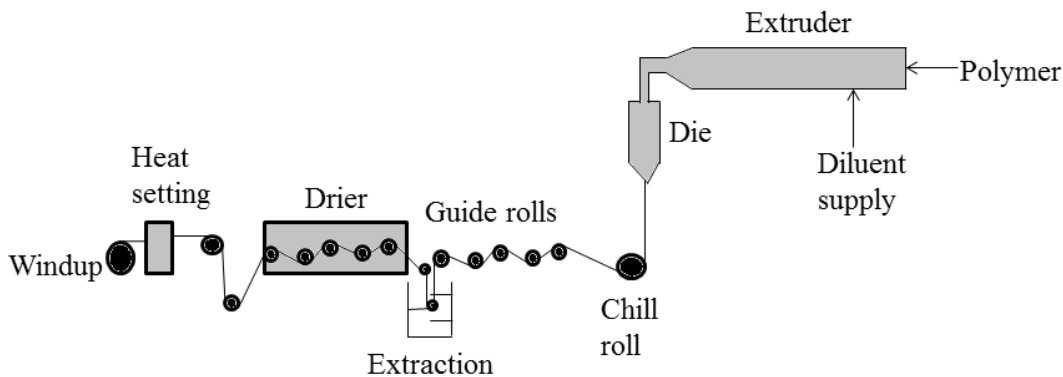 Extruder
Polymer
Die
Diluent
supply
Heat
setting
Drier
Guide rolls
Windup
Chill
roll
Extraction